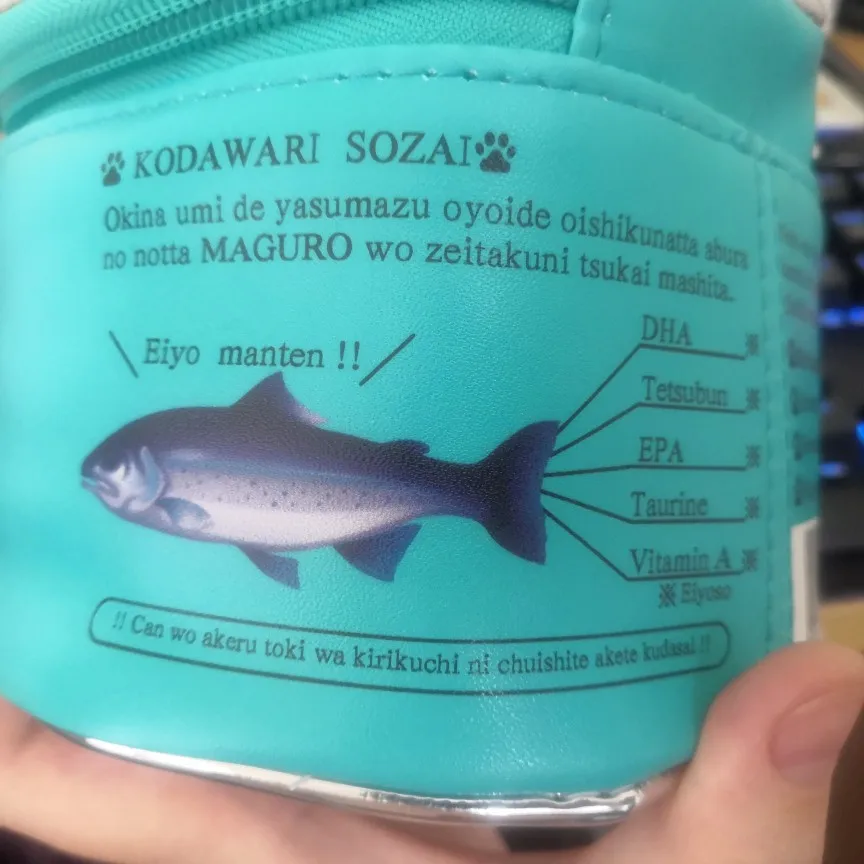 KODAWARI SOZAI
Okina umi de yasumazu oyoide oishikunatta abura
no notta MAGURO wo zeitakuni tsukai mashita.
\ Eiyo manten !! /
DHA ※
Tetsubun ※
EPA ※
Taurine ※
Vitamin A ※
※ Eiyoso
!! Can wo akeru toki wa kirikuchi ni chuishite akete kudasai !!